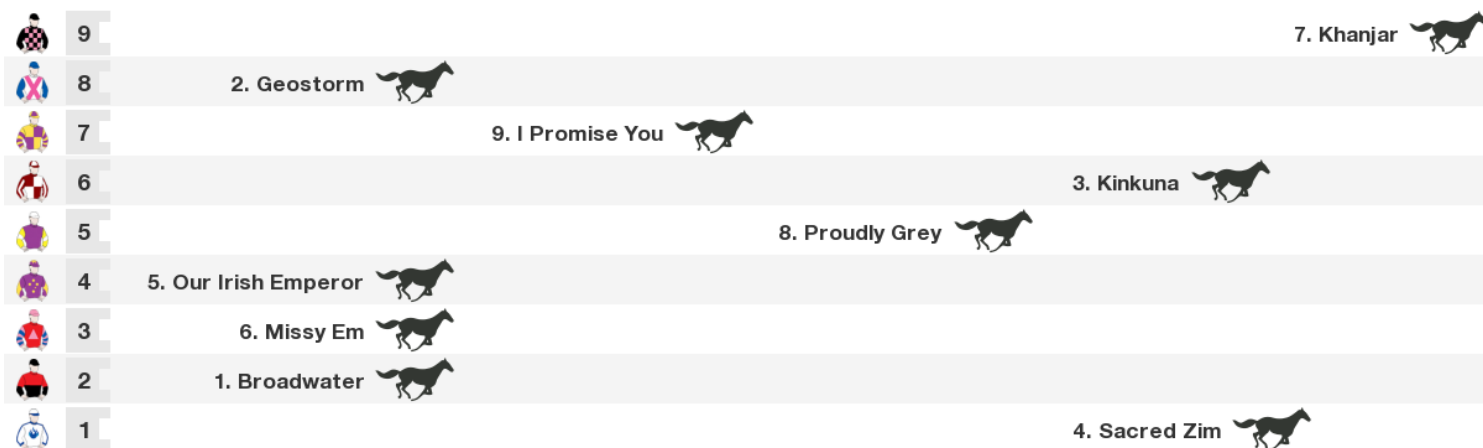 9 7. Khanjar
8 2. Geostorm
7 9. I Promise You
6 3. Kinkuna
5 8. Proudly Grey
4 5. Our Irish Emperor
3 6. Missy Em
2 1. Broadwater
1 4. Sacred Zim